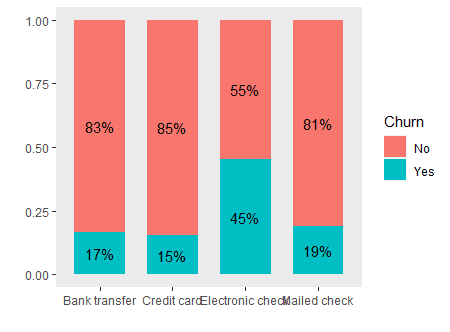 1.00
0.75
0.50
0.25
0.00
83%
85%
55%
81%
17%
15%
45%
19%
Bank transfer
Credit card
Electronic check
Mailed check
Churn
No
Yes